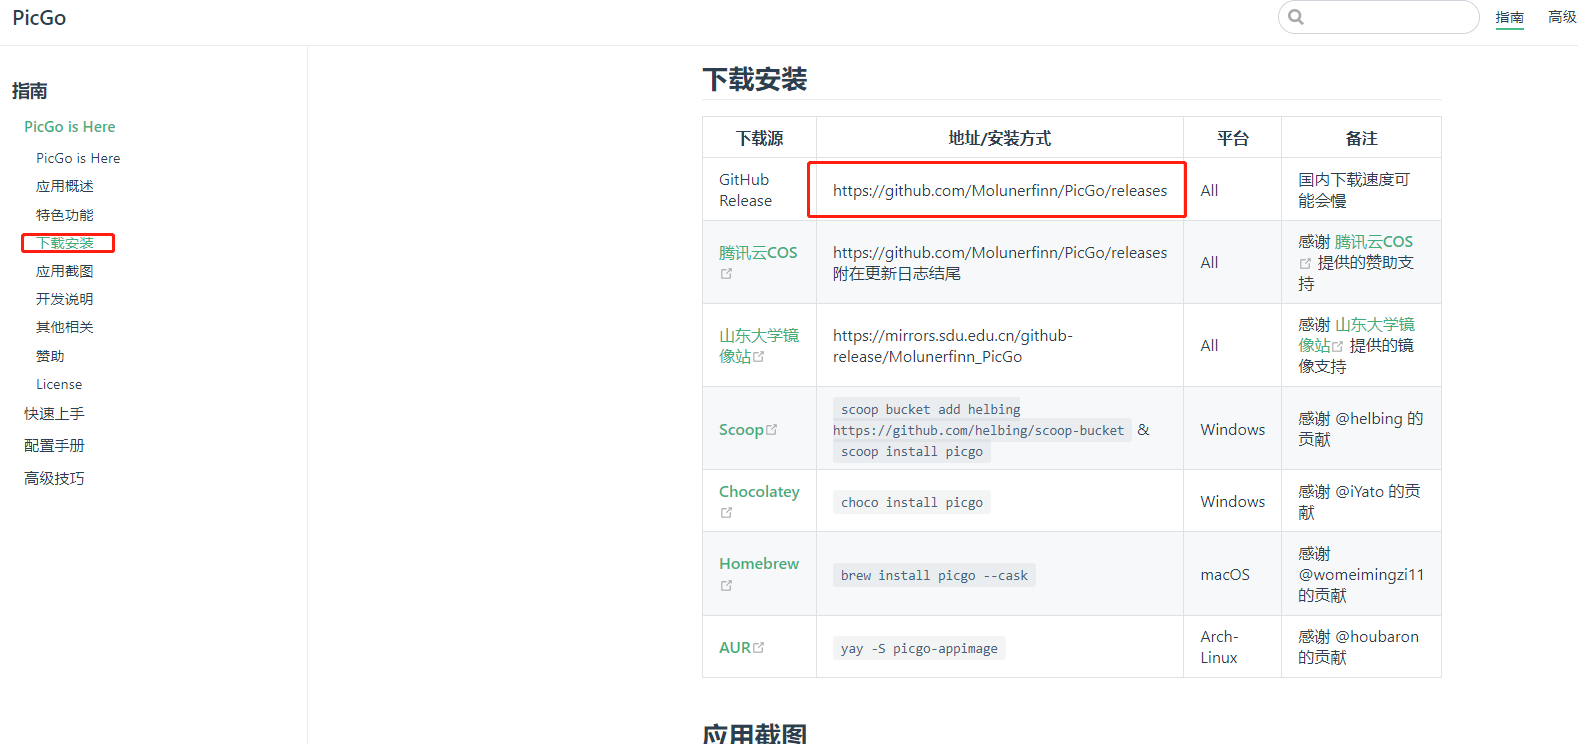 PicGo
指南
高级
指南
PicGo is Here
PicGo is Here
应用概述
特色功能
下载安装
应用截图
开发说明
其他相关
赞助
License
快速上手
配置手册
高级技巧
下载安装
下载源
地址/安装方式
平台
备注
GitHub
Release
https://github.com/Molunerfinn/PicGo/releases
All
国内下载速度可
能会慢
腾讯云COS
https://github.com/Molunerfinn/PicGo/releases
附在更新日志结尾
All
感谢 腾讯云COS
提供的赞助支
持
山东大学镜
像站
https://mirrors.sdu.edu.cn/github-
release/Molunerfinn_PicGo
All
感谢 山东大学镜
像站 提供的镜
像支持
Scoop
scoop bucket add helbing
https://github.com/helbing/scoop-bucket &
scoop install picgo
Windows
感谢 @helbing 的
贡献
Chocolatey
choco install picgo
Windows
感谢 @iYato 的贡
献
Homebrew
brew install picgo --cask
macOS
感谢
@womeimingzi11
的贡献
AUR
yay -S picgo-appimage
Arch-
Linux
感谢 @houbaron
的贡献
应用截图